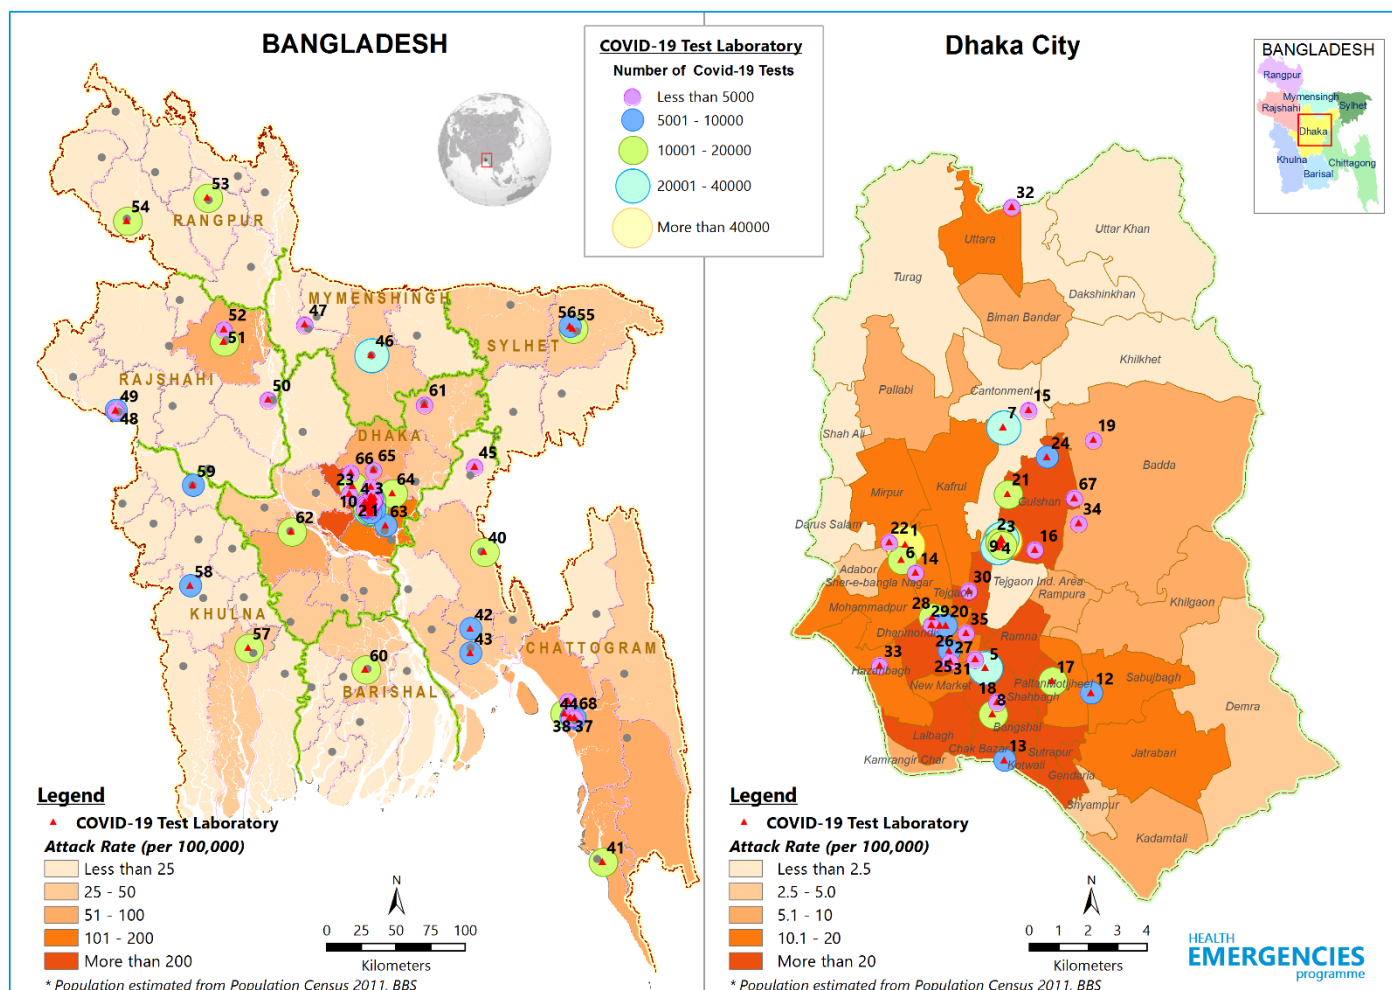 BANGLADESH
COVID-19 Test Laboratory
Number of Covid-19 Tests
Less than 5000
5001 - 10000
10001 - 20000
20001 - 40000
More than 40000
53
54
RANGPUR
52
51
RAJSHAHI
49
48
50
47
MYMENSHINGH
46
56 55
SYLHET
61
DHAKA
45
66 65
23
4 3
64
10
2 1
63
59
62
40
58
KHULNA
57
42
43
CHATTOGRAM
60
BARISHAL
44 68
38 37
41
Legend
COVID-19 Test Laboratory
Attack Rate (per 100,000)
Less than 25
25 - 50
51 - 100
101 - 200
More than 200
N
0 25 50 75 100
Kilometers
* Population estimated from Population Census 2011, BBS
Dhaka City
BANGLADESH
Rangpur
Mymensingh
Rajshahi
Sylhet
Dhaka
Khulna
Chittagong
Barisal
32
Uttara
Uttar Khan
Turag
Dakshinkhan
Biman Bandar
Khilkhet
Pallabi
Cantonment
15
7
Shah Ali
19
24
Badda
Mirpur
Kafrul
21
Gulshan
67
34
Darus Salam
22 1
23
9 4
16
6
14
Adabor
Sher-e-bangla Nagar
Tejgaon Ind. Area
Rampura
30
Tejgaon
Mohammadpur
28
29 20
35
Khilgaon
Dhanmondi
Ramna
26
27
33
Hazaribagh
25
31
5
17
12
New Market
Paltan
Motijheel
Sabujbagh
18
Shahbagh
8
Bangshal
Demra
Lalbagh
Chak Bazar
13
Sutrapur
Jatrabari
Kamrangir Char
Kotwali
Gendaria
Shyampur
Kadamtali
Legend
COVID-19 Test Laboratory
Attack Rate (per 100,000)
Less than 2.5
2.5 - 5.0
5.1 - 10
10.1 - 20
More than 20
N
0 1 2 3 4
Kilometers
* Population estimated from Population Census 2011, BBS
HEALTH
EMERGENCIES
programme